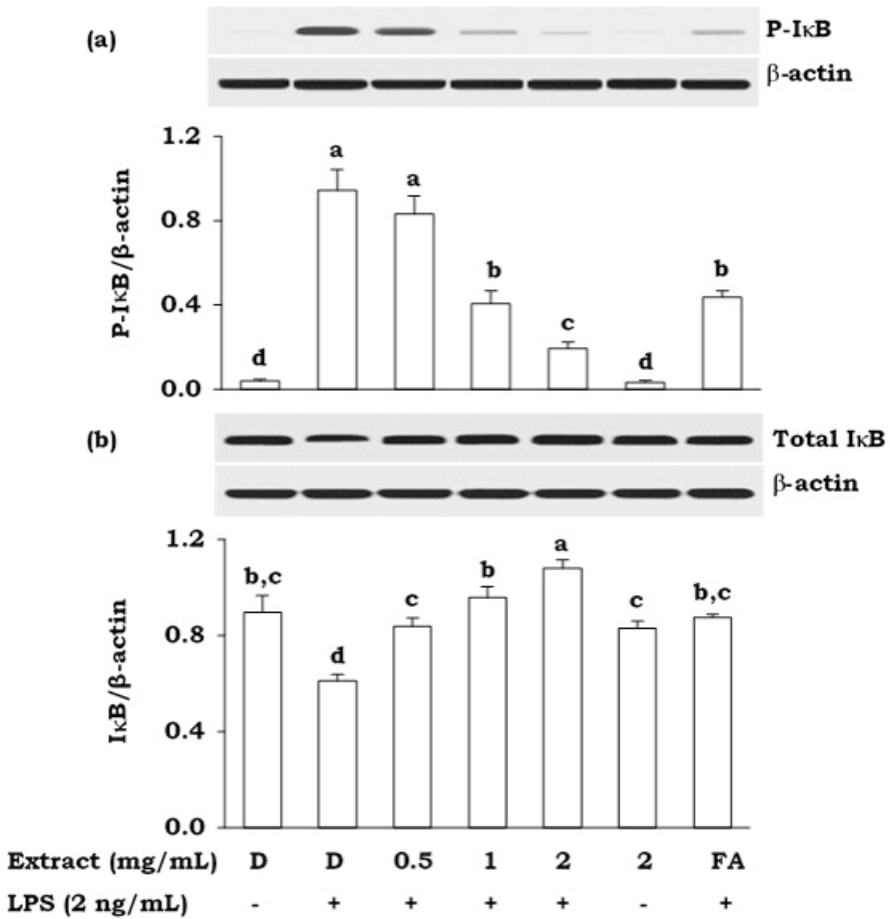 (a)
P-IκB
β-actin
P-IκB/β-actin
1.2
0.8
0.4
0.0
d
a
a
b
c
d
b
(b)
Total IκB
β-actin
IκB/β-actin
1.2
0.8
0.4
0.0
b,c
d
c
b
a
c
b,c
Extract (mg/mL) D D 0.5 1 2 2 FA
LPS (2 ng/mL) - + + + + - +